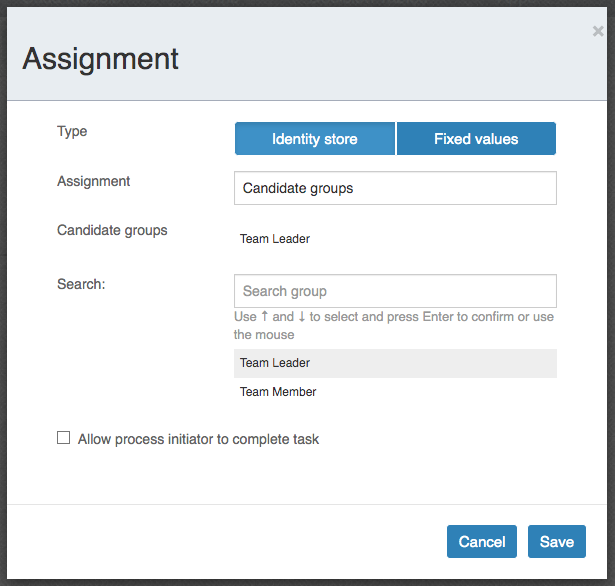 Assignment
×
Type
Identity store
Fixed values
Assignment
Candidate groups
Candidate groups
Team Leader
Search:
Search group
Use ↑ and ↓ to select and press Enter to confirm or use
the mouse
Team Leader
Team Member
Allow process initiator to complete task
Cancel
Save